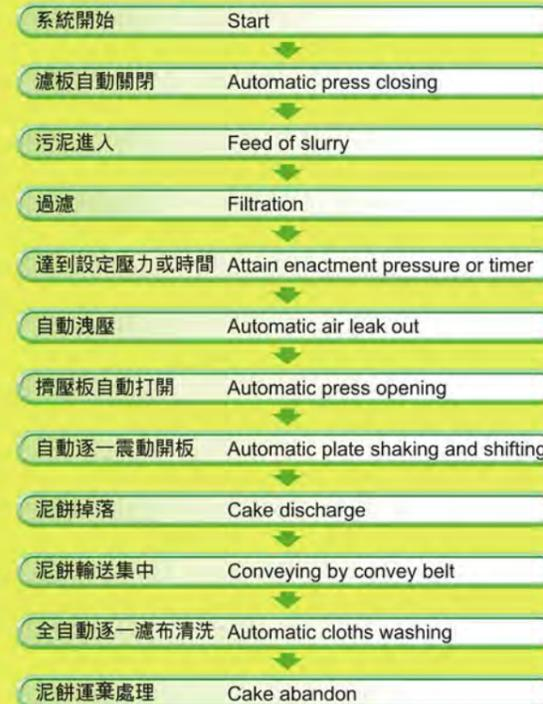 系統開始 Start
濾板自動關閉 Automatic press closing
污泥進入 Feed of slurry
過濾 Filtration
達到設定壓力或時間 Attain enactment pressure or timer
自動洩壓 Automatic air leak out
擠壓板自動打開 Automatic press opening
自動逐一震動開板 Automatic plate shaking and shifting
泥餅掉落 Cake discharge
泥餅輸送集中 Conveying by convey belt
全自動逐一濾布清洗 Automatic cloths washing
泥餅運棄處理 Cake abandon